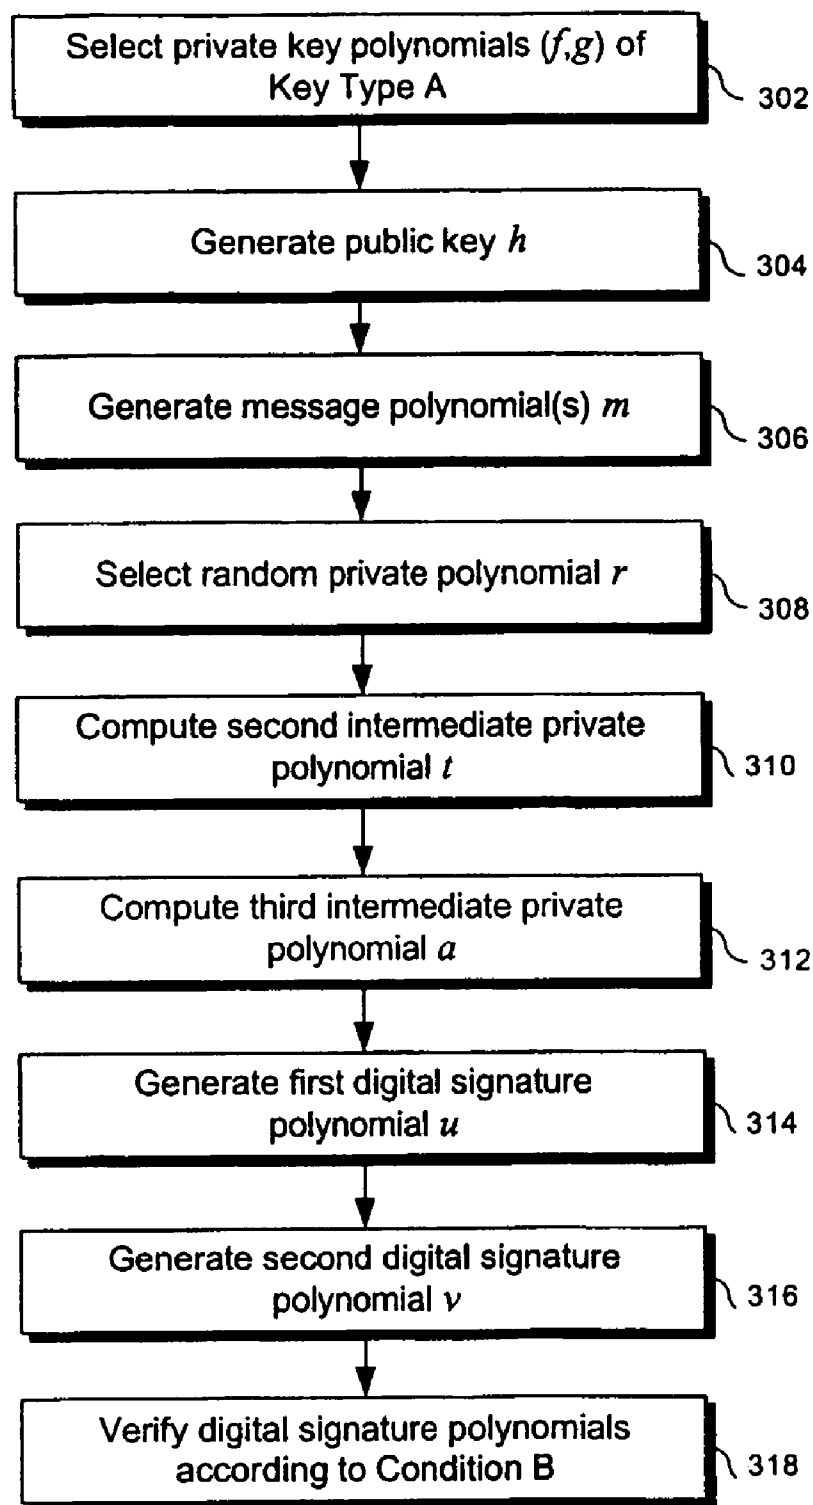 Select private key polynomials (f,g) of
Key Type A
302
Generate public key h
304
Generate message polynomial(s) m
306
Select random private polynomial r
308
Compute second intermediate private
polynomial t
310
Compute third intermediate private
polynomial a
312
Generate first digital signature
polynomial u
314
Generate second digital signature
polynomial v
316
Verify digital signature polynomials
according to Condition B
318